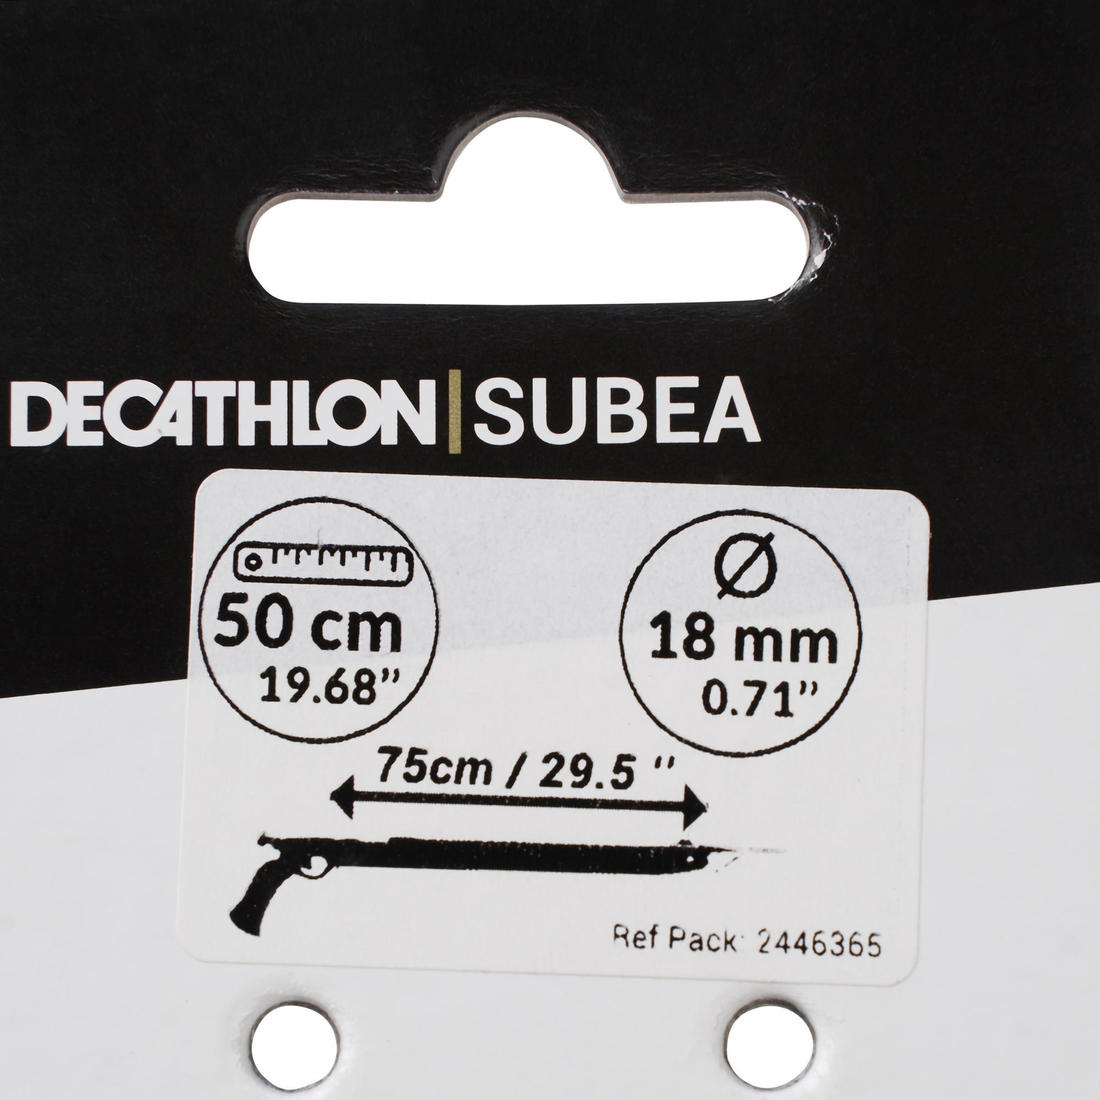 DECATHLON | SUBEA
50 cm
19.68”
Ø
18 mm
0.71”
75cm / 29.5 ''
Ref Pack: 2446365